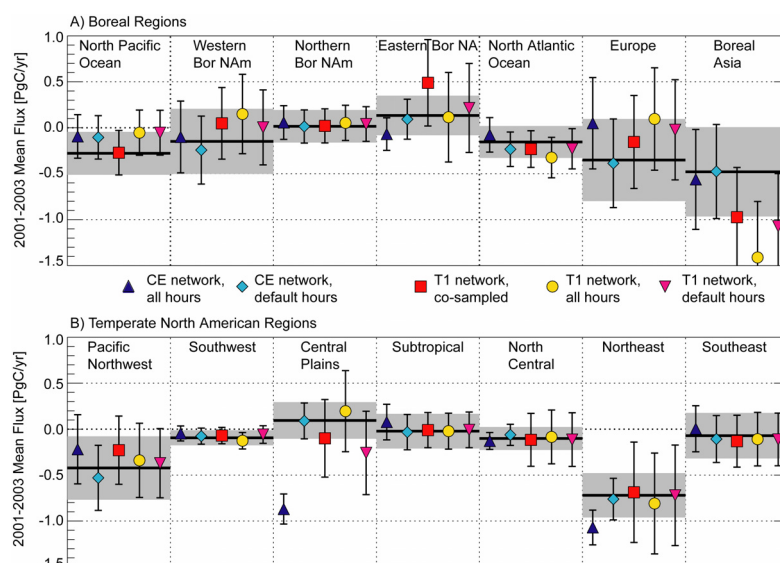 A) Boreal Regions
2001-2003 Mean Flux [PgC/yr]
1.0
0.5
0.0
-0.5
-1.0
-1.5
North Pacific
Ocean
Western
Bor NAm
Northern
Bor NAm
Eastern Bor NA
North Atlantic
Ocean
Europe
Boreal
Asia
CE network,
all hours
CE network,
default hours
T1 network,
co-sampled
T1 network,
all hours
T1 network,
default hours
B) Temperate North American Regions
2001-2003 Mean Flux [PgC/yr]
1.0
0.5
0.0
-0.5
-1.0
-1.5
Pacific
Northwest
Southwest
Central
Plains
Subtropical
North
Central
Northeast
Southeast